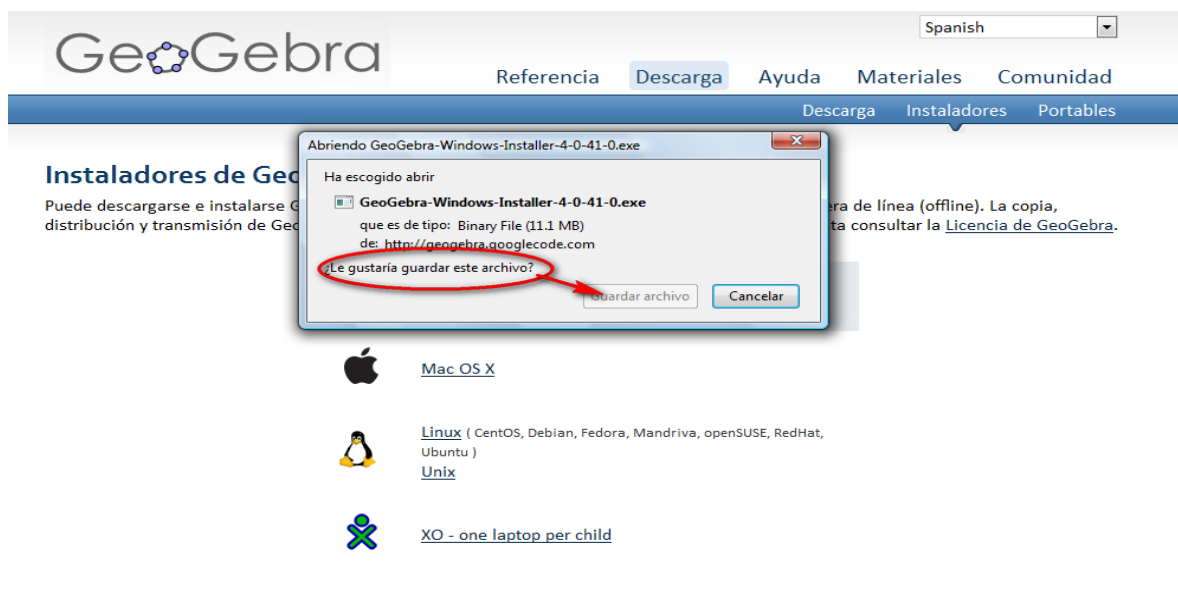 Spanish
GeoGebra
Referencia Descarga Ayuda Materiales Comunidad
Descarga Instaladores Portables
Abriendo GeoGebra-Windows-Installer-4-0-41-0.exe
Ha escogido abrir
GeoGebra-Windows-Installer-4-0-41-0.exe
que es de tipo: Binary File (11.1 MB)
de: http://geogebra.googlecode.com
¿Le gustaría guardar este archivo?
Guardar archivo Cancelar
Instaladores de Geo
Puede descargarse e instalarse G era de línea (offline). La copia,
distribución y transmisión de Geo ta consultar la Licencia de GeoGebra.
Mac OS X
Linux ( CentOS, Debian, Fedora, Mandriva, openSUSE, RedHat,
Ubuntu )
Unix
XO - one laptop per child